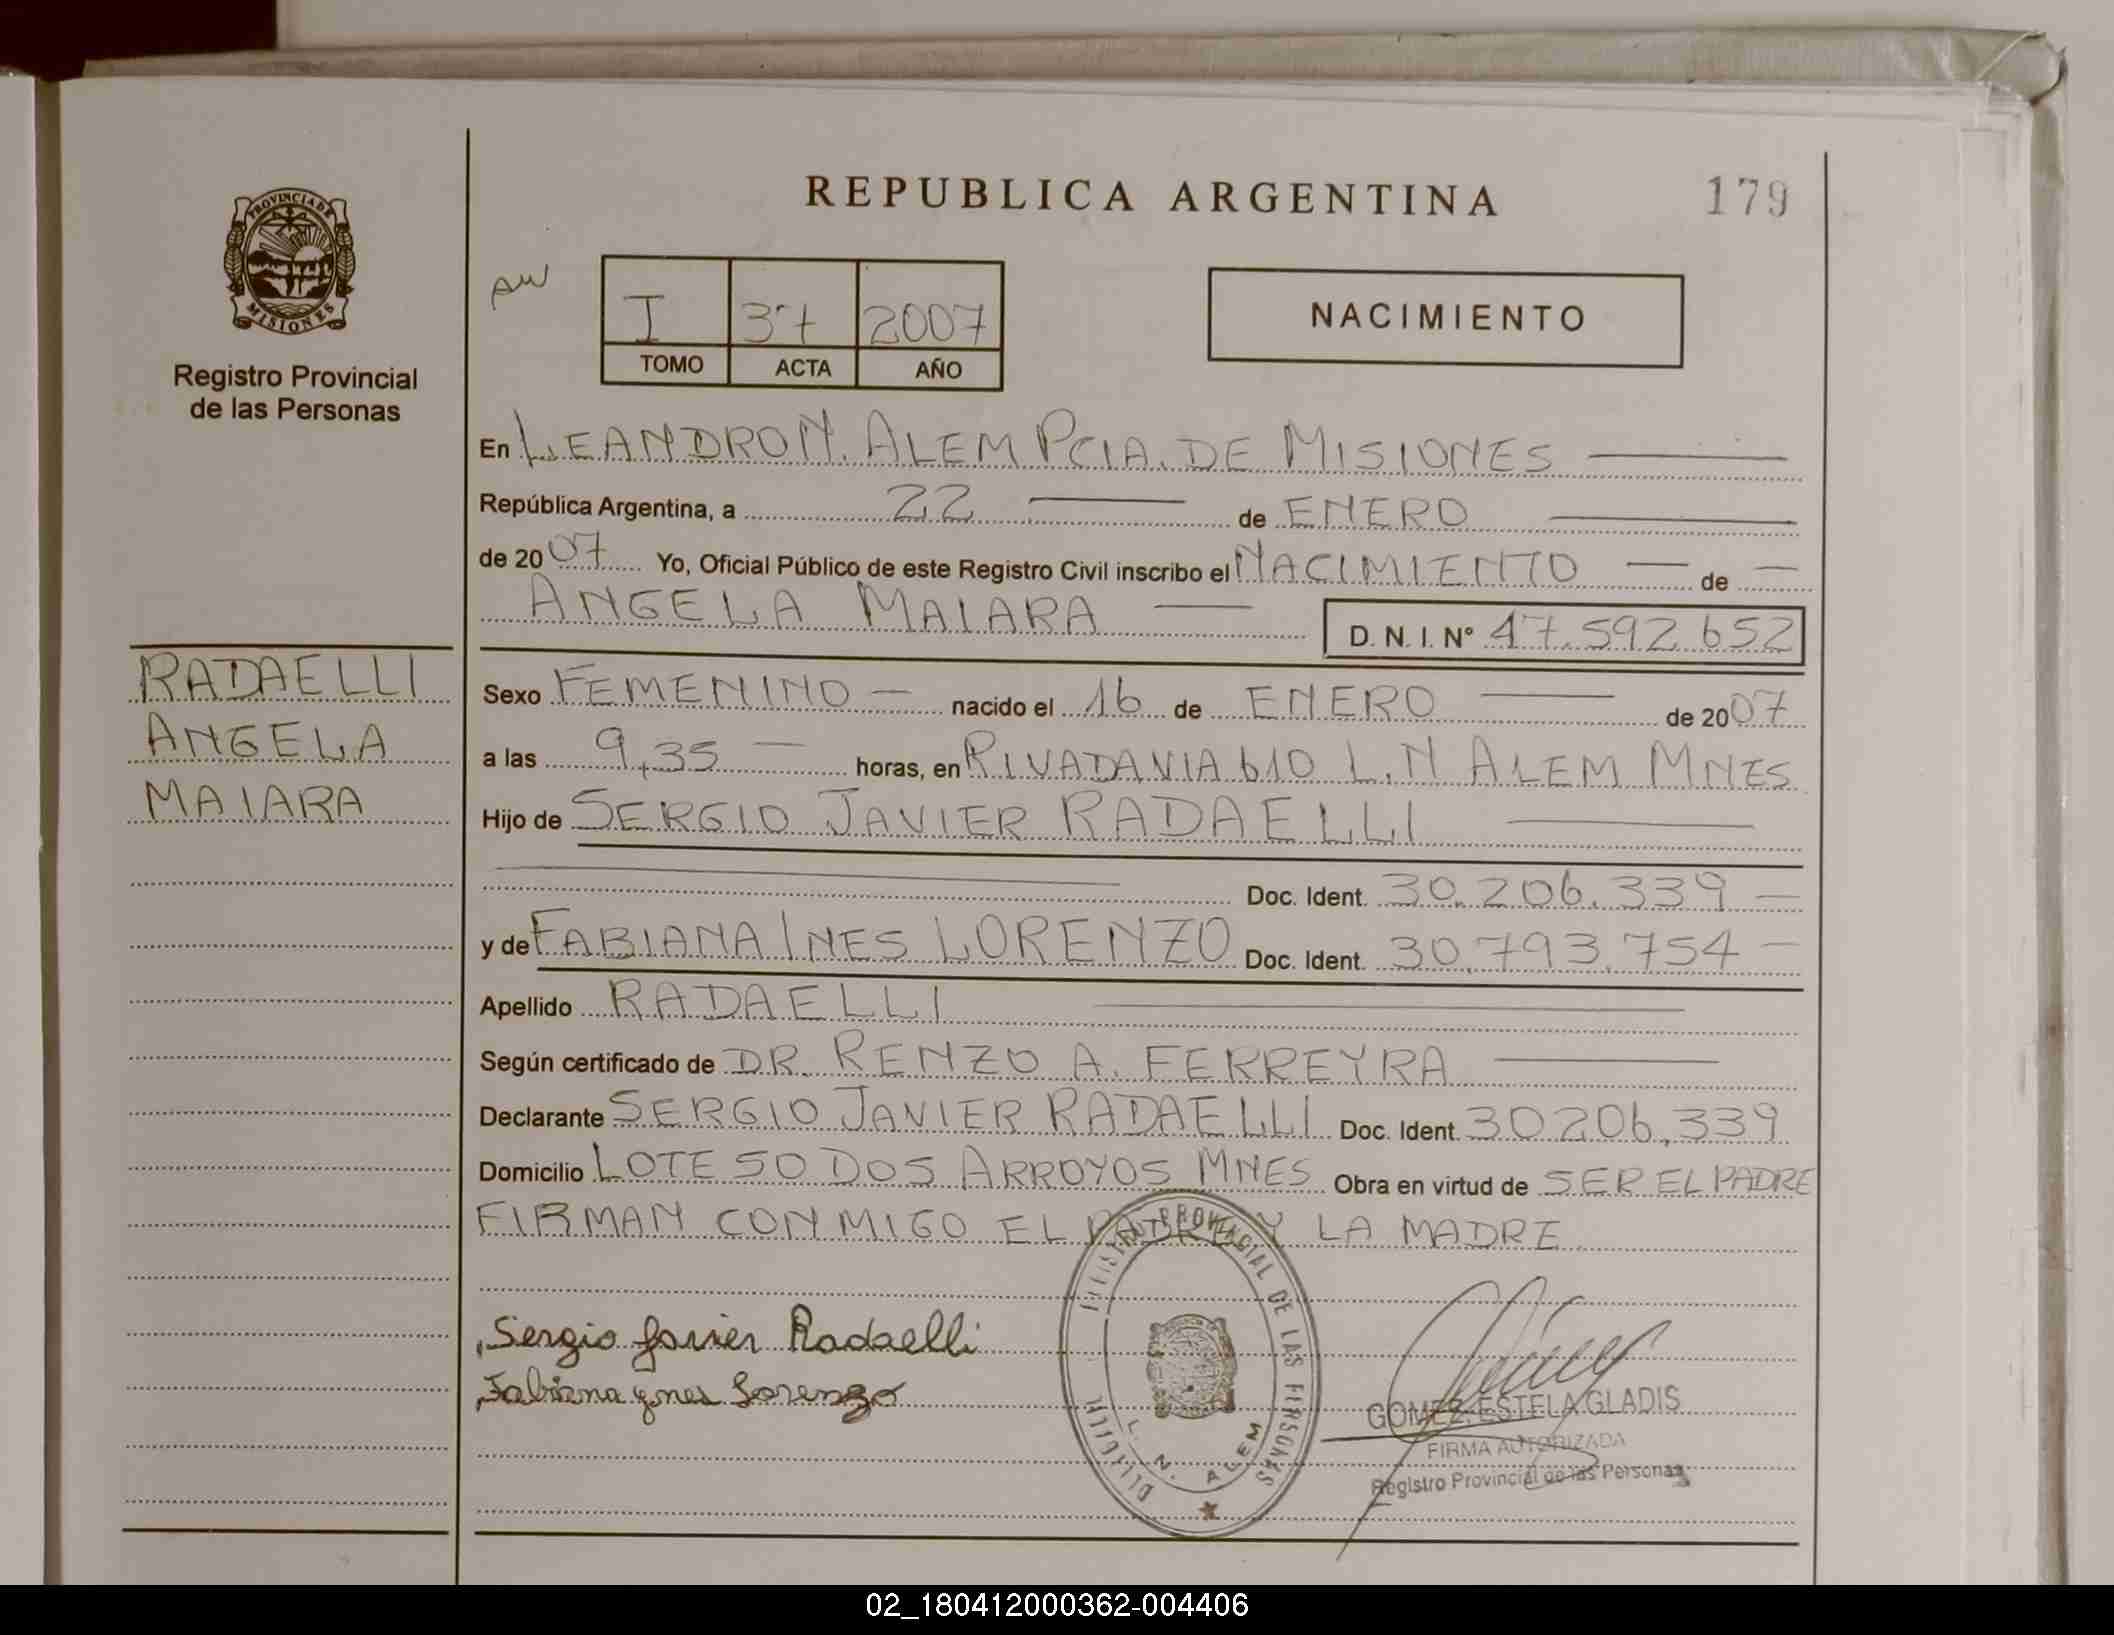 REPUBLICA ARGENTINA
179
PROVINCIA DE
MISIONES
Registro Provincial
de las Personas
I 37 2007
TOMO ACTA AÑO
NACIMIENTO
En LEANDRO N. ALEM PCIA. DE MISIONES
República Argentina, a 22 de ENERO
de 2007 Yo, Oficial Público de este Registro Civil inscribo el NACIMIENTO de
ANGELA MAIARA
D. N. I. Nº 47.592.652
RADAELLI
ANGELA
MAIARA
Sexo FEMENINO nacido el 16 de ENERO de 2007
a las 9,35 horas, en RIVADAVIA 610 L.N ALEM MNES
Hijo de SERGIO JAVIER RADAELLI
Doc. Ident. 30.206.339
y de FABIANA INES LORENZO Doc. Ident. 30.793.754
Apellido RADAELLI
Según certificado de DR. RENZO A. FERREYRA
Declarante SERGIO JAVIER RADAELLI Doc. Ident. 30206.339
Domicilio LOTE 50 DOS ARROYOS MNES Obra en virtud de SER EL PADRE
FIRMAN CONMIGO EL PADRE Y LA MADRE
Sergio Javier Radaelli
Fabiana ynes Lorenzo
PROVINCIAL DE LAS PERSONAS
L. N. ALEM
GOMEZ, ESTELA GLADIS
FIRMA AUTORIZADA
Registro Provincial de las Personas
02_180412000362-004406